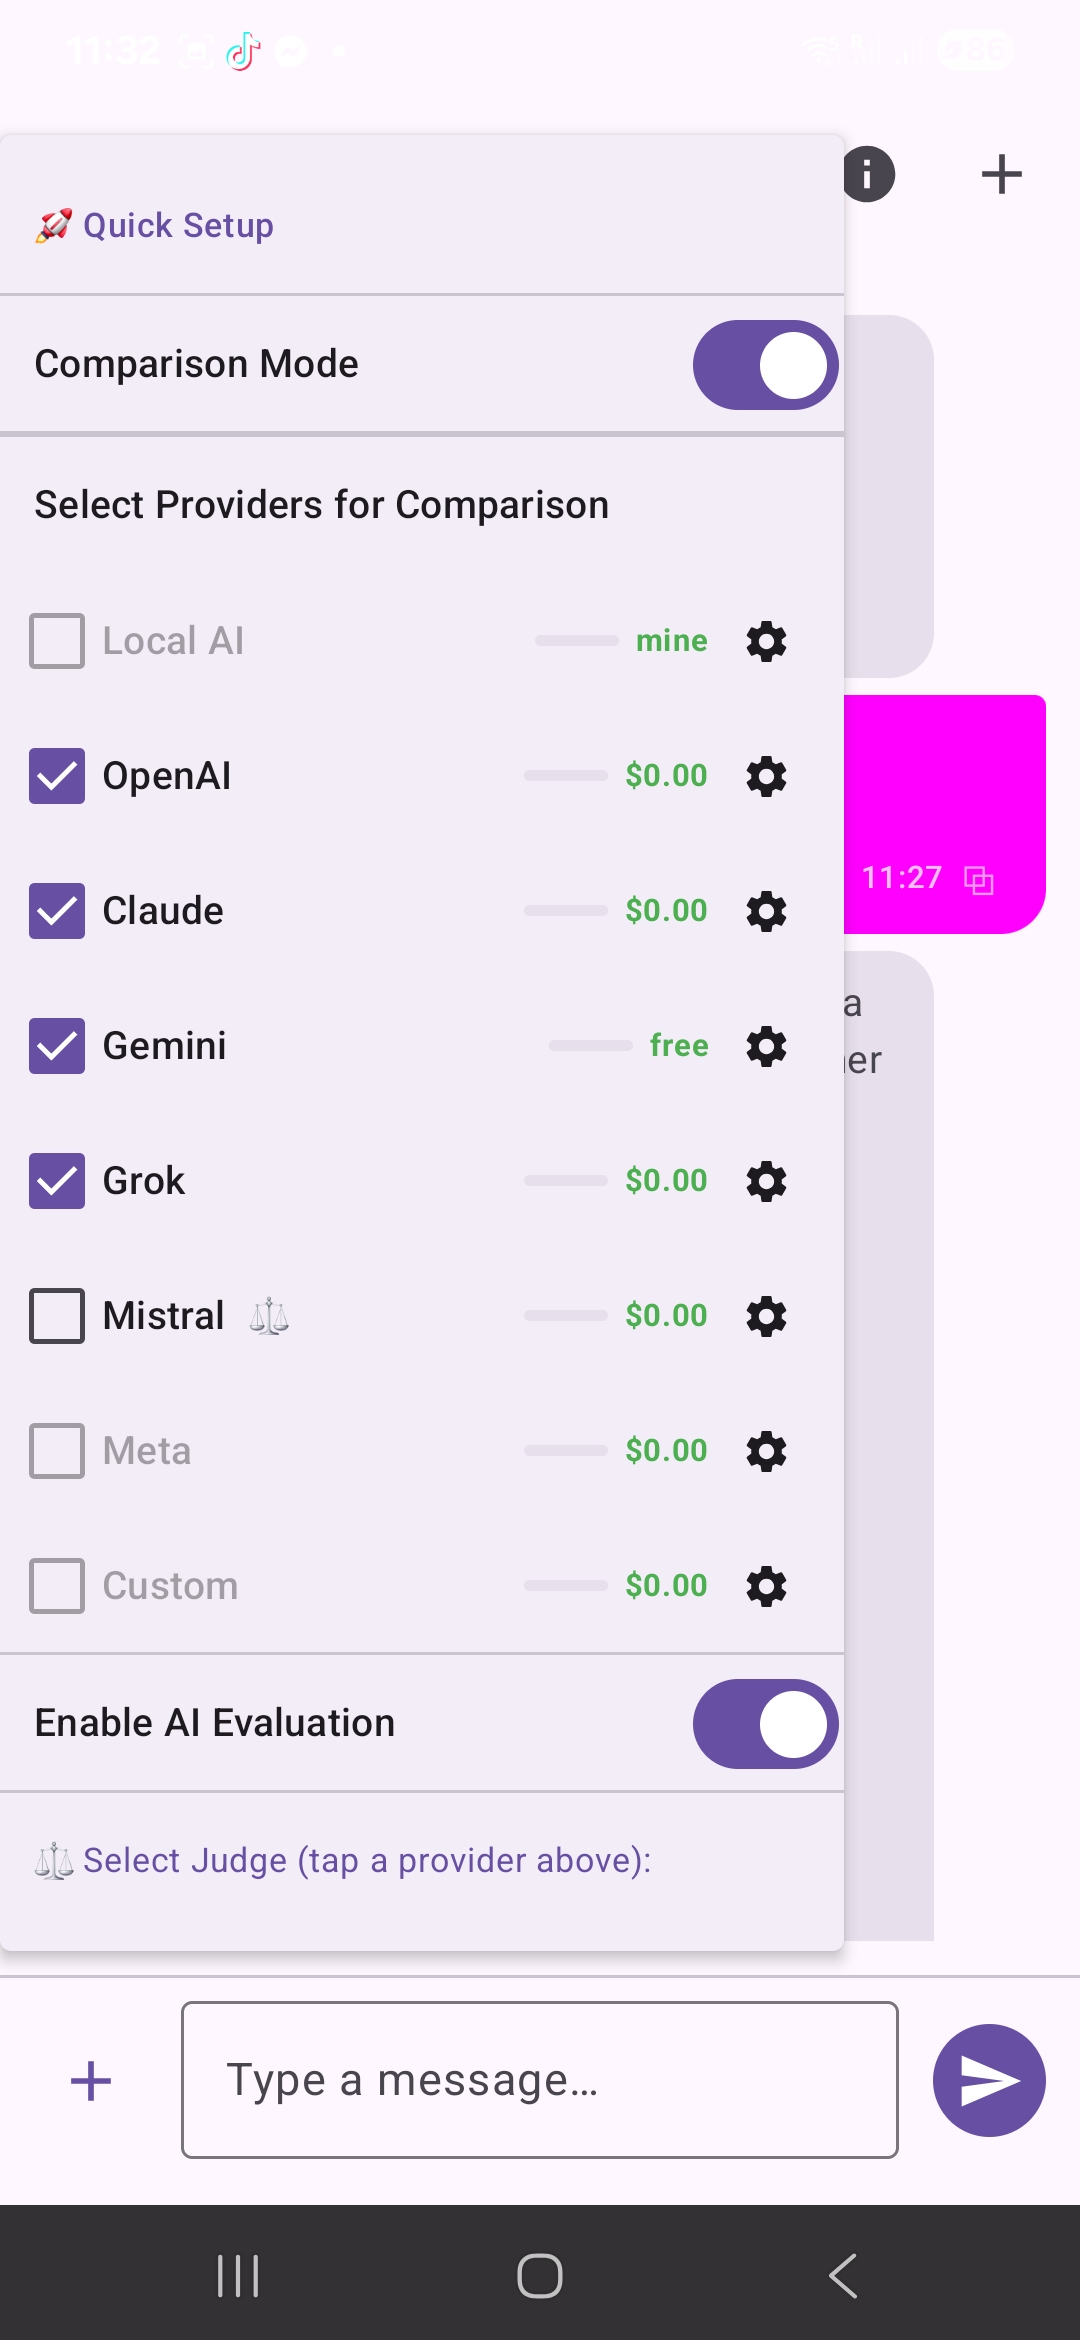 11:32
86
🚀 Quick Setup
Comparison Mode
Select Providers for Comparison
Local AI mine
OpenAI $0.00
Claude $0.00
Gemini free
Grok $0.00
Mistral ⚖️ $0.00
Meta $0.00
Custom $0.00
Enable AI Evaluation
⚖️ Select Judge (tap a provider above):
11:27
a
er
Type a message...